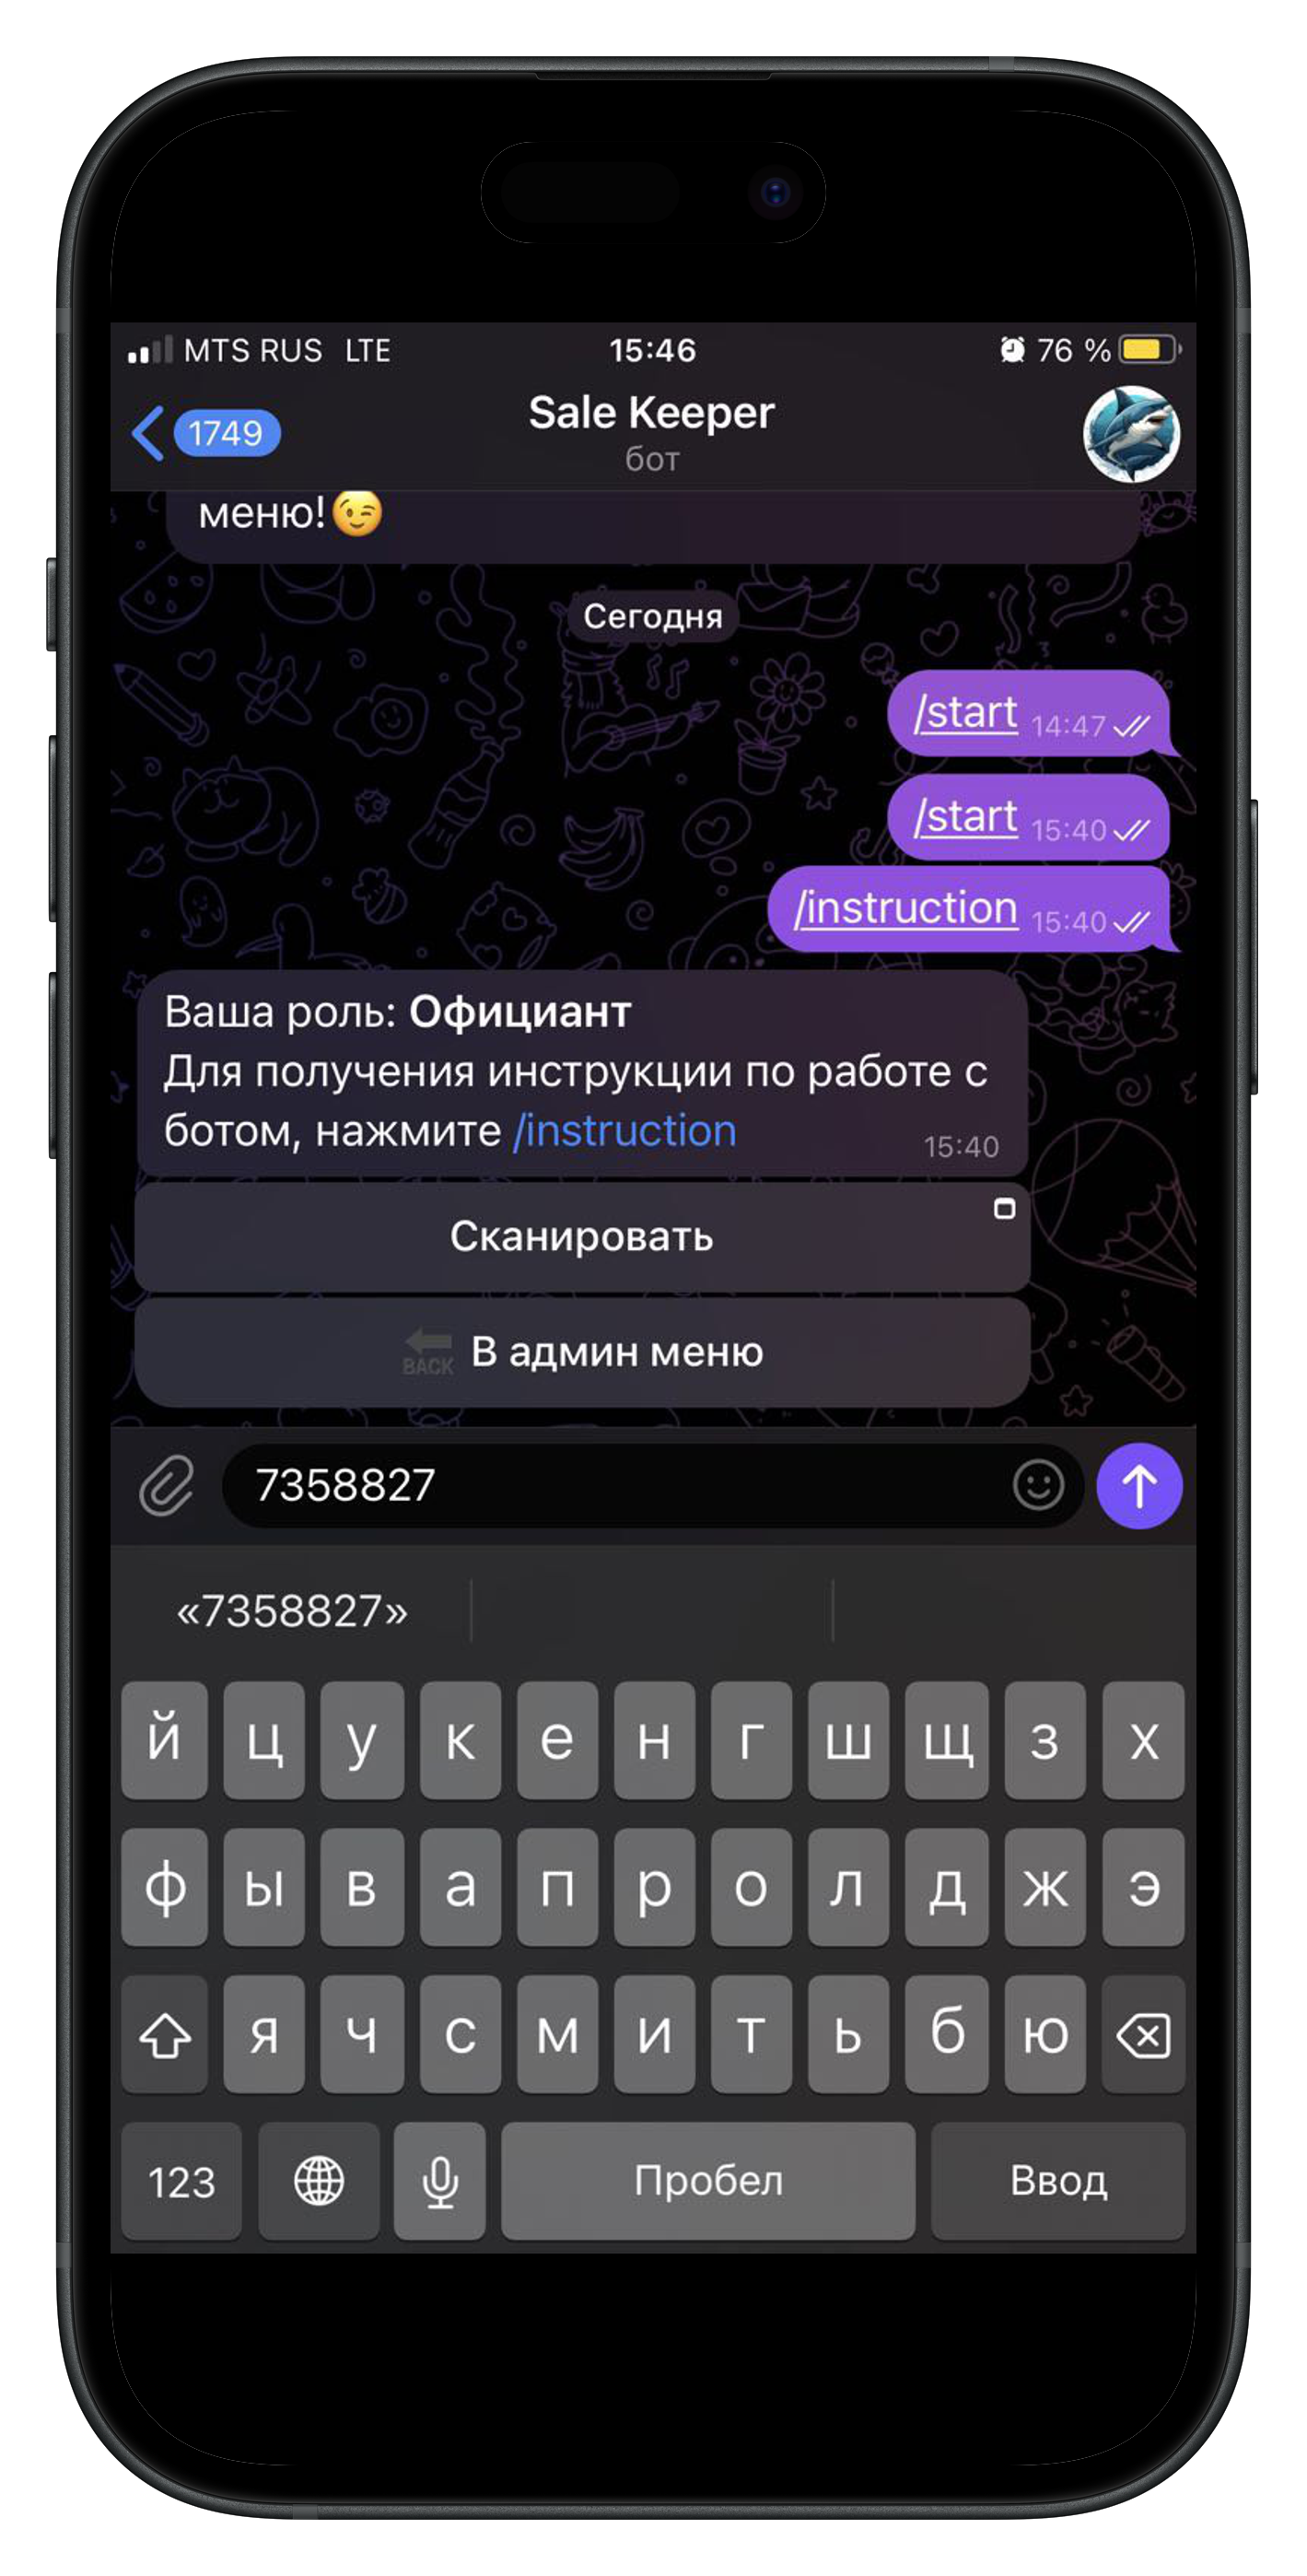 MTS RUS LTE 15:46 76 %
1749 Sale Keeper
бот
меню!😉
Сегодня
/start 14:47
/start 15:40
/instruction 15:40
Ваша роль: Официант
Для получения инструкции по работе с
ботом, нажмите /instruction 15:40
Сканировать
BACK В админ меню
7358827
«7358827»
й ц у к е н г ш щ з х
ф ы в а п р о л д ж э
я ч с м и т ь б ю
123 Пробел Ввод